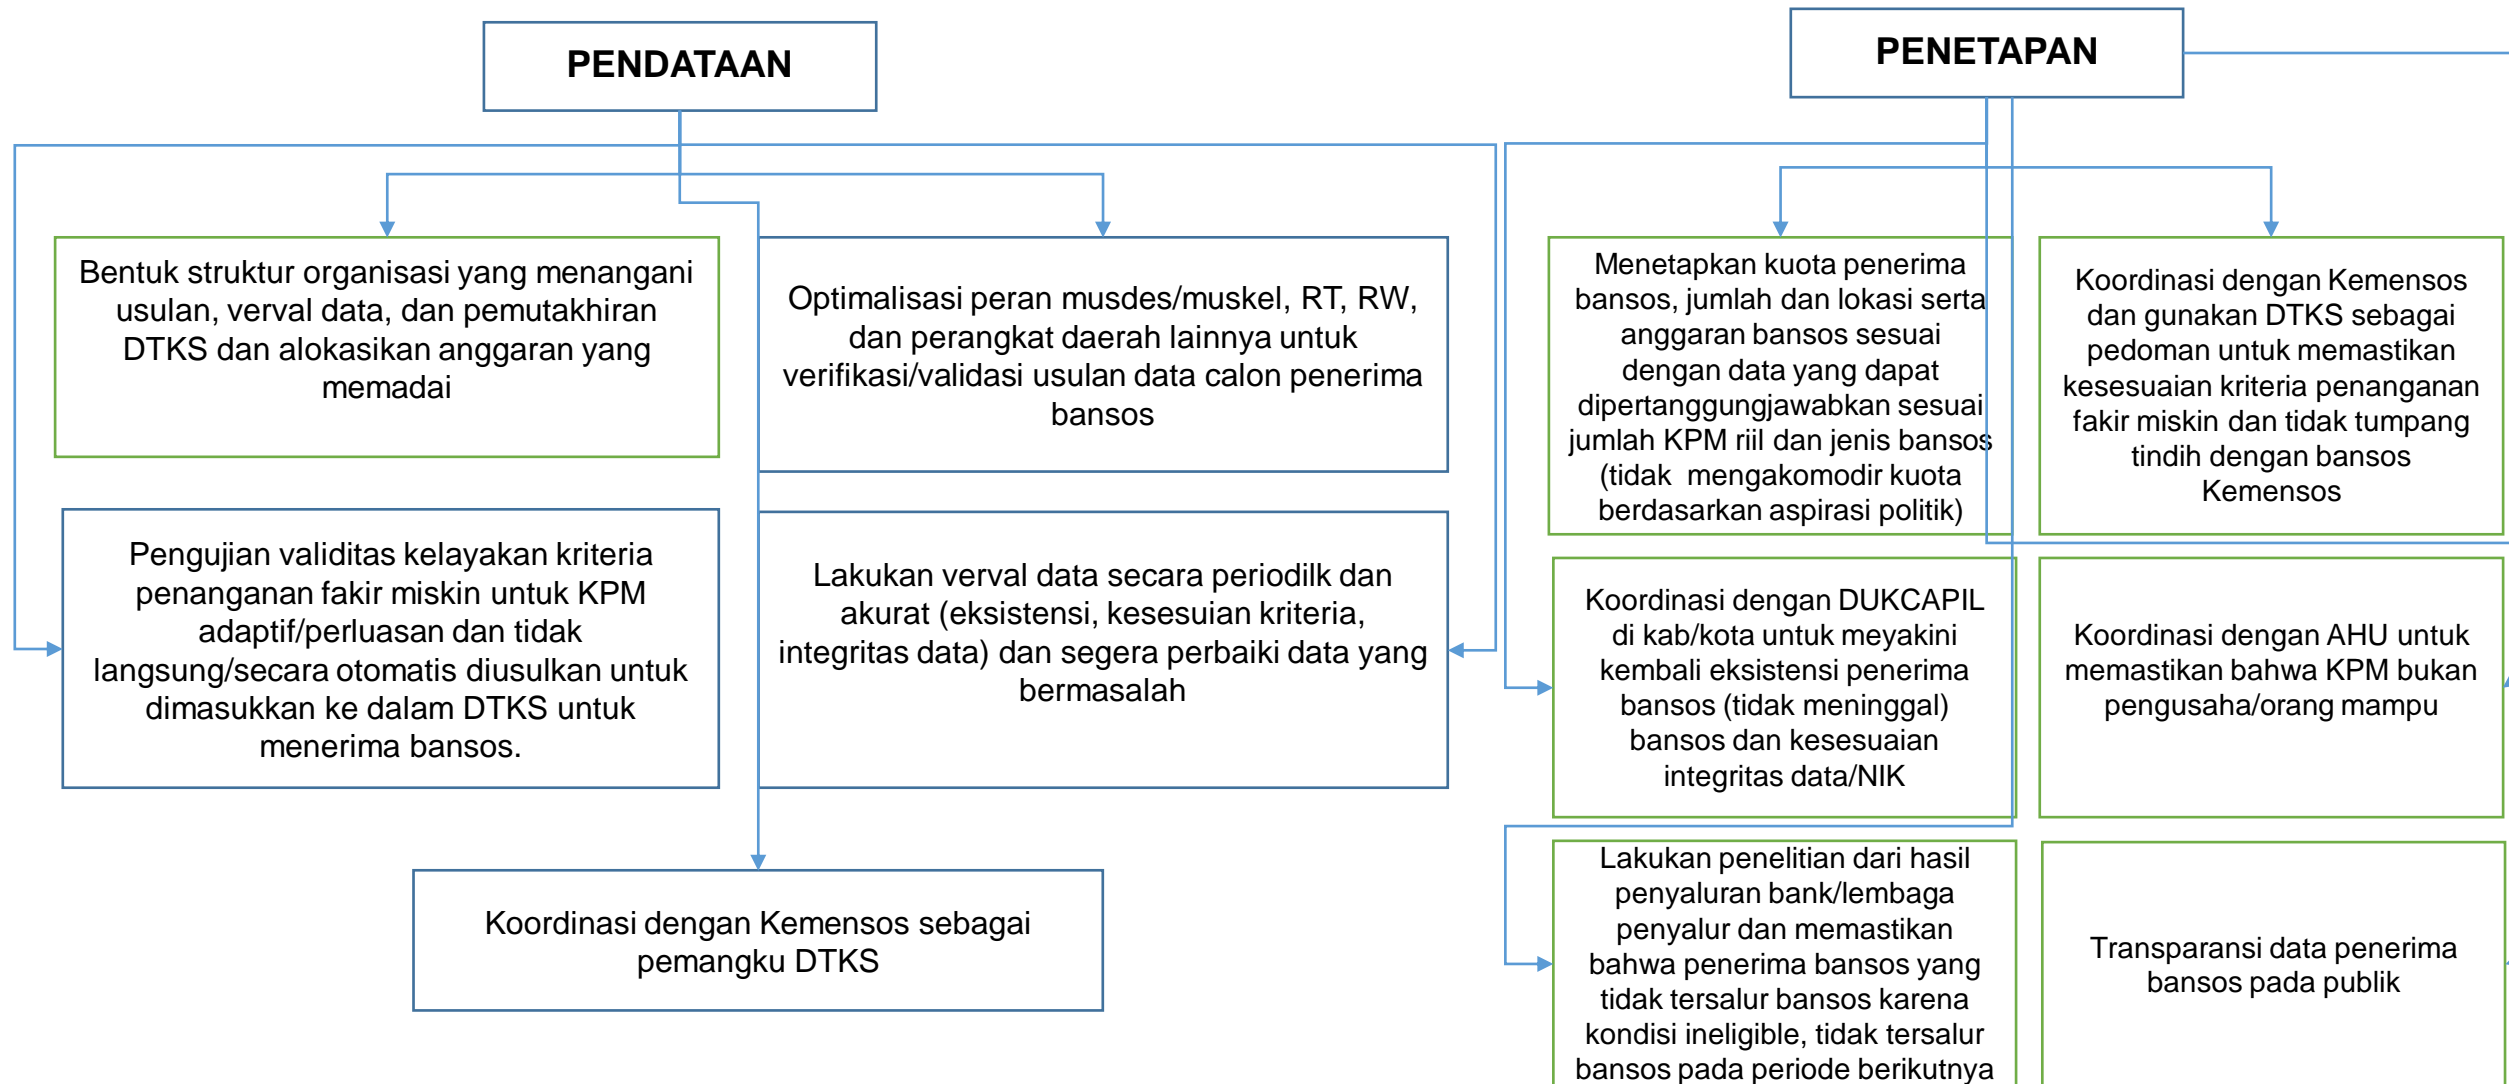 PENDATAAN
Bentuk struktur organisasi yang menangani
usulan, verval data, dan pemutakhiran
DTKS dan alokasikan anggaran yang
memadai
Optimalisasi peran musdes/muskel, RT, RW,
dan perangkat daerah lainnya untuk
verifikasi/validasi usulan data calon penerima
bansos
Pengujian validitas kelayakan kriteria
penanganan fakir miskin untuk KPM
adaptif/perluasan dan tidak
langsung/secara otomatis diusulkan untuk
dimasukkan ke dalam DTKS untuk
menerima bansos.
Lakukan verval data secara periodilk dan
akurat (eksistensi, kesesuian kriteria,
integritas data) dan segera perbaiki data yang
bermasalah
Koordinasi dengan Kemensos sebagai
pemangku DTKS
PENETAPAN
Menetapkan kuota penerima
bansos, jumlah dan lokasi serta
anggaran bansos sesuai
dengan data yang dapat
dipertanggungjawabkan sesuai
jumlah KPM riil dan jenis bansos
(tidak mengakomodir kuota
berdasarkan aspirasi politik)
Koordinasi dengan Kemensos
dan gunakan DTKS sebagai
pedoman untuk memastikan
kesesuaian kriteria penanganan
fakir miskin dan tidak tumpang
tindih dengan bansos
Kemensos
Koordinasi dengan DUKCAPIL
di kab/kota untuk meyakini
kembali eksistensi penerima
bansos (tidak meninggal)
bansos dan kesesuaian
integritas data/NIK
Koordinasi dengan AHU untuk
memastikan bahwa KPM bukan
pengusaha/orang mampu
Lakukan penelitian dari hasil
penyaluran bank/lembaga
penyalur dan memastikan
bahwa penerima bansos yang
tidak tersalur bansos karena
kondisi ineligible, tidak tersalur
bansos pada periode berikutnya
Transparansi data penerima
bansos pada publik